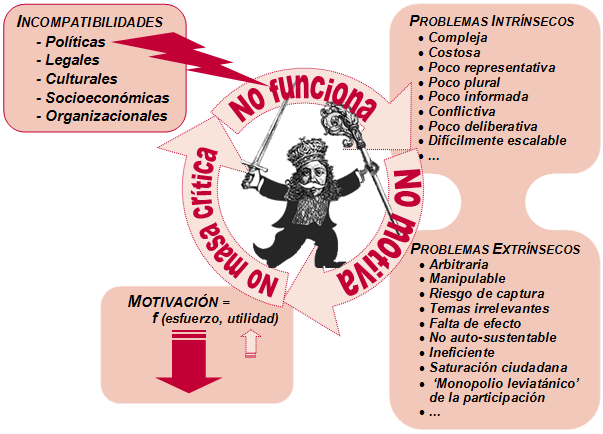 INCOMPATIBILIDADES
- Políticas
- Legales
- Culturales
- Socioeconómicas
- Organizacionales
No funciona
No motiva
No masa crítica
PROBLEMAS INTRÍNSECOS
• Compleja
• Costosa
• Poco representativa
• Poco plural
• Poco informada
• Conflictiva
• Poco deliberativa
• Difícilmente escalable
• ...
PROBLEMAS EXTRÍNSECOS
• Arbitraria
• Manipulable
• Riesgo de captura
• Temas irrelevantes
• Falta de efecto
• No auto-sustentable
• Ineficiente
• Saturación ciudadana
• ‘Monopolio leviatánico’
de la participación
• ...
MOTIVACIÓN =
f (esfuerzo, utilidad)